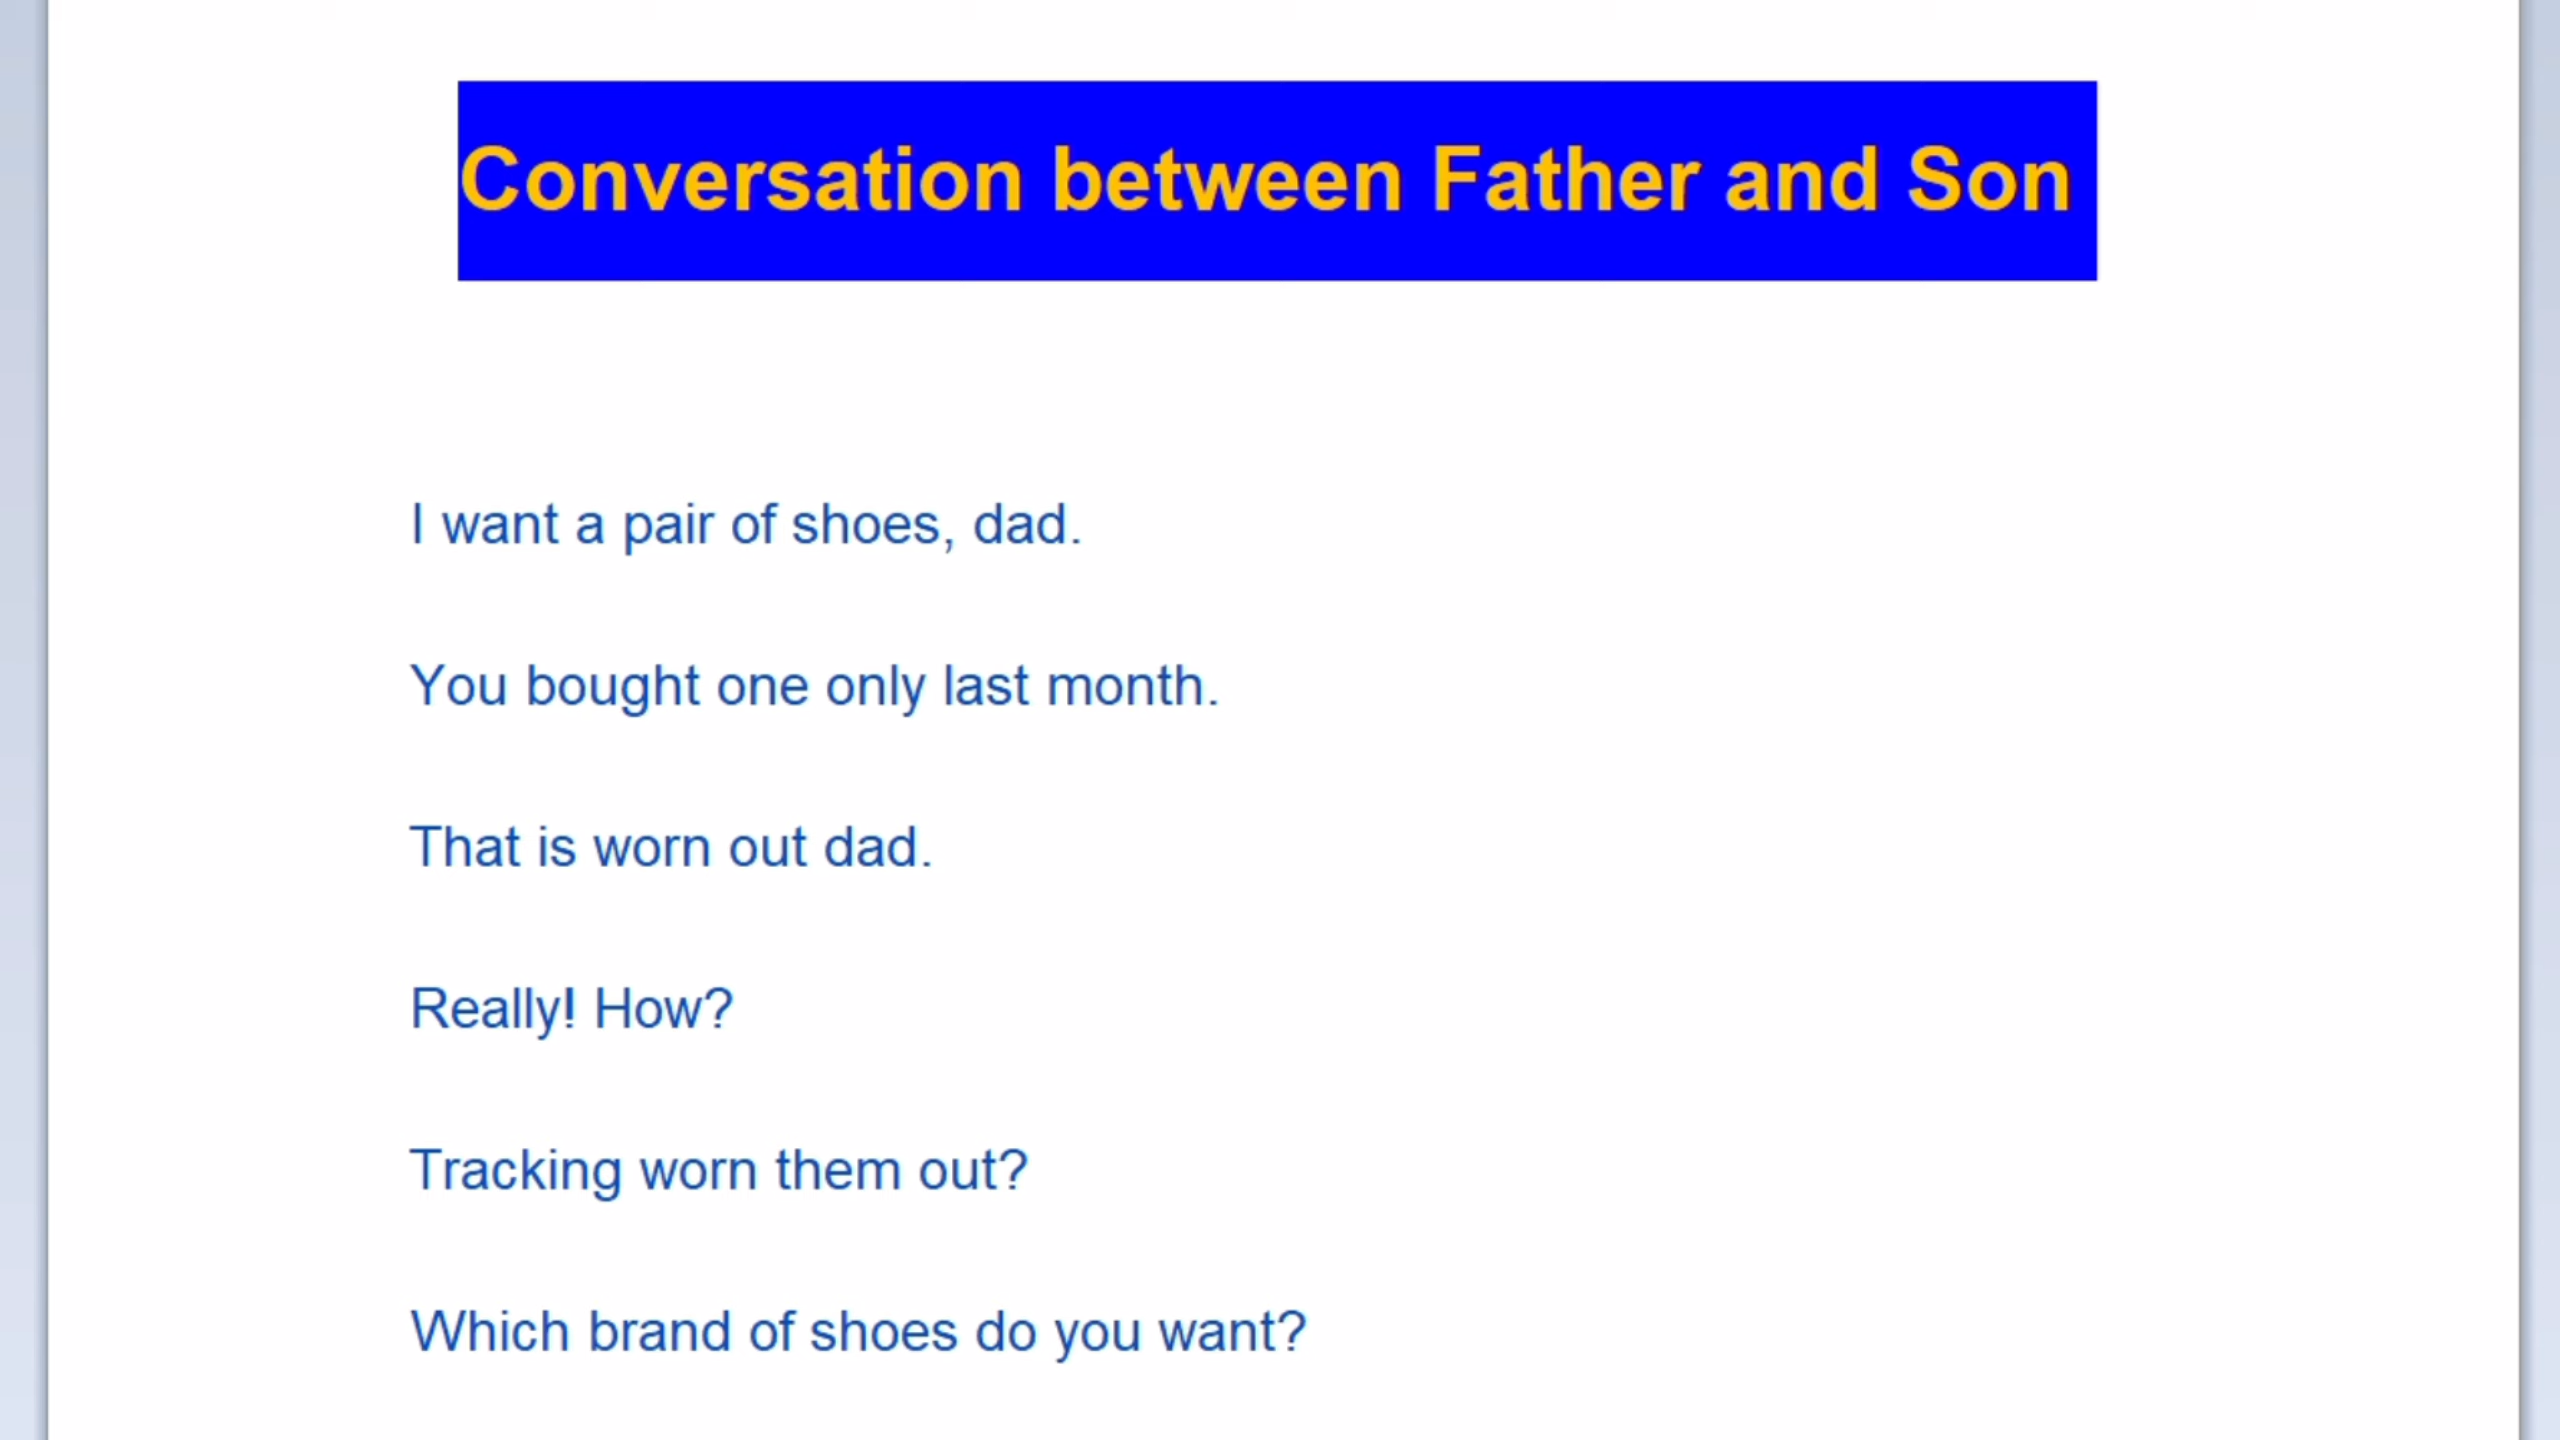 Conversation between Father and Son
I want a pair of shoes, dad.
You bought one only last month.
That is worn out dad.
Really! How?
Tracking worn them out?
Which brand of shoes do you want?